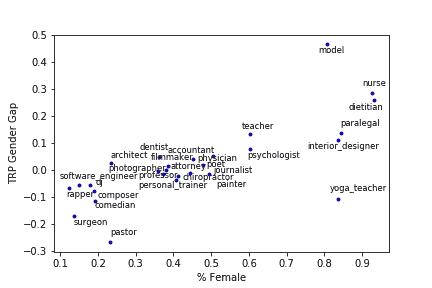 0.5
0.4
0.3
0.2
0.1
0.0
−0.1
−0.2
−0.3
TRP Gender Gap
model
nurse
dietitian
paralegal
teacher
interior_designer
psychologist
dentist
accountant
architect
filmmaker
physician
photographer
attorney
poet
professor
journalist
chiropractor
software_engineer
dj
personal_trainer
painter
yoga_teacher
rapper
composer
comedian
surgeon
pastor
0.1 0.2 0.3 0.4 0.5 0.6 0.7 0.8 0.9
% Female